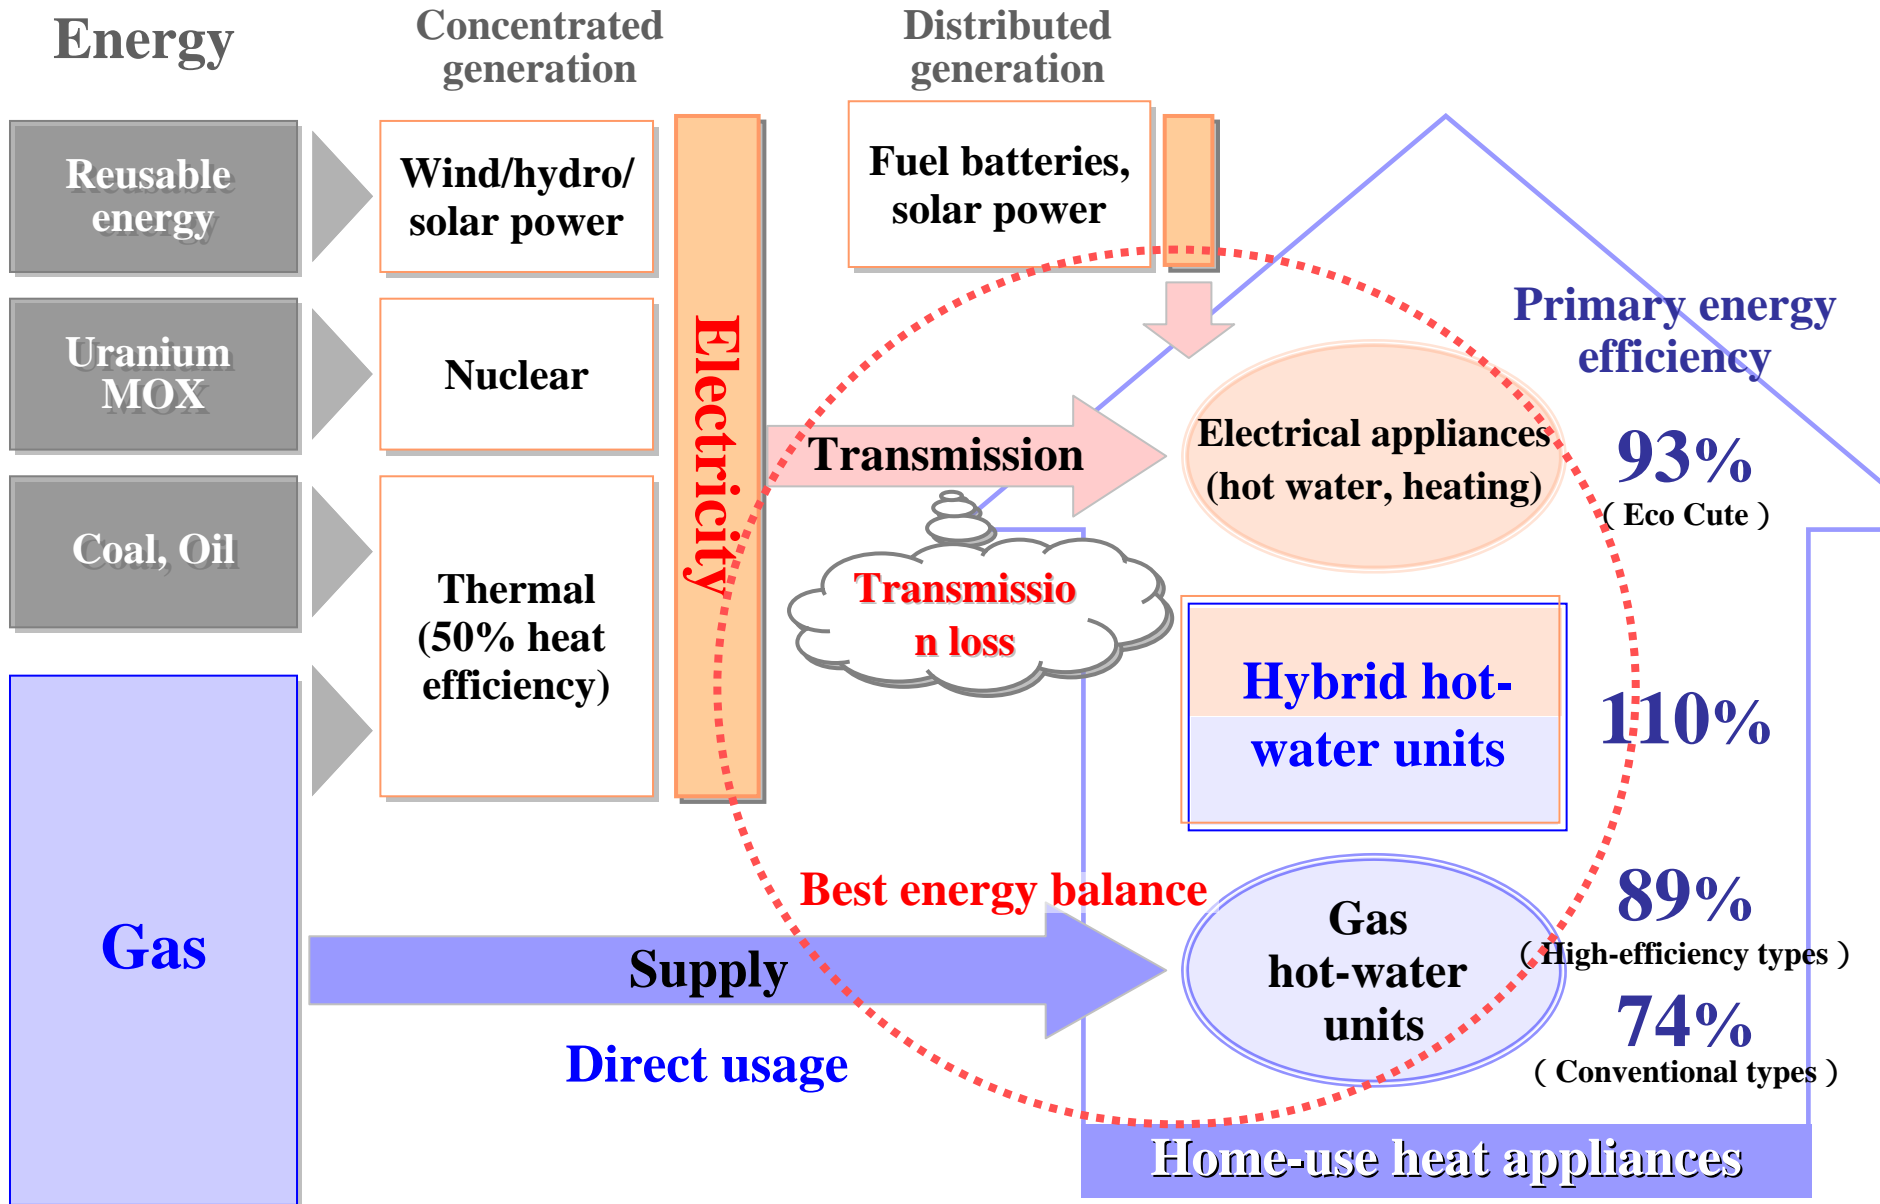 Energy
Concentrated
generation
Distributed
generation
Reusable
energy
Wind/hydro/
solar power
Fuel batteries,
solar power
Uranium
MOX
Nuclear
Coal, Oil
Thermal
(50% heat
efficiency)
Electricity
Transmission
Transmissio
n loss
Primary energy
efficiency
Electrical appliances
(hot water, heating)
93%
( Eco Cute )
Hybrid hot-
water units
110%
Best energy balance
Gas
Supply
Direct usage
Gas
hot-water
units
89%
( High-efficiency types )
74%
( Conventional types )
Home-use heat appliances